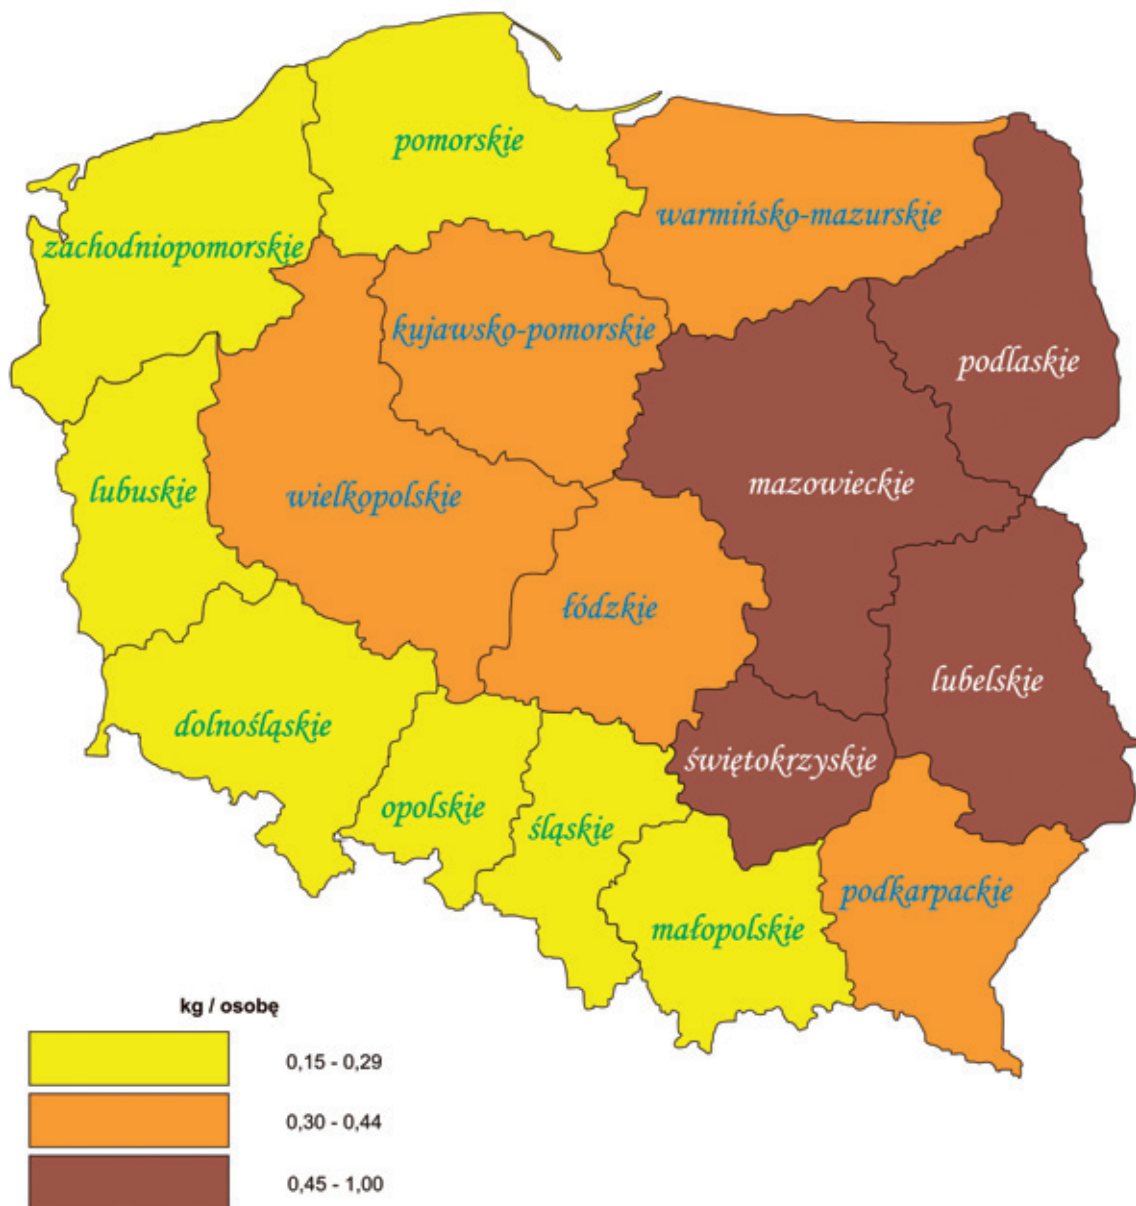 pomorskie
warmińsko-mazurskie
zachodniopomorskie
kujawsko-pomorskie
podlaskie
lubuskie
wielkopolskie
mazowieckie
łódzkie
lubelskie
dolnośląskie
świętokrzyskie
opolskie
śląskie
podkarpackie
małopolskie
kg / osobę
0,15 - 0,29
0,30 - 0,44
0,45 - 1,00